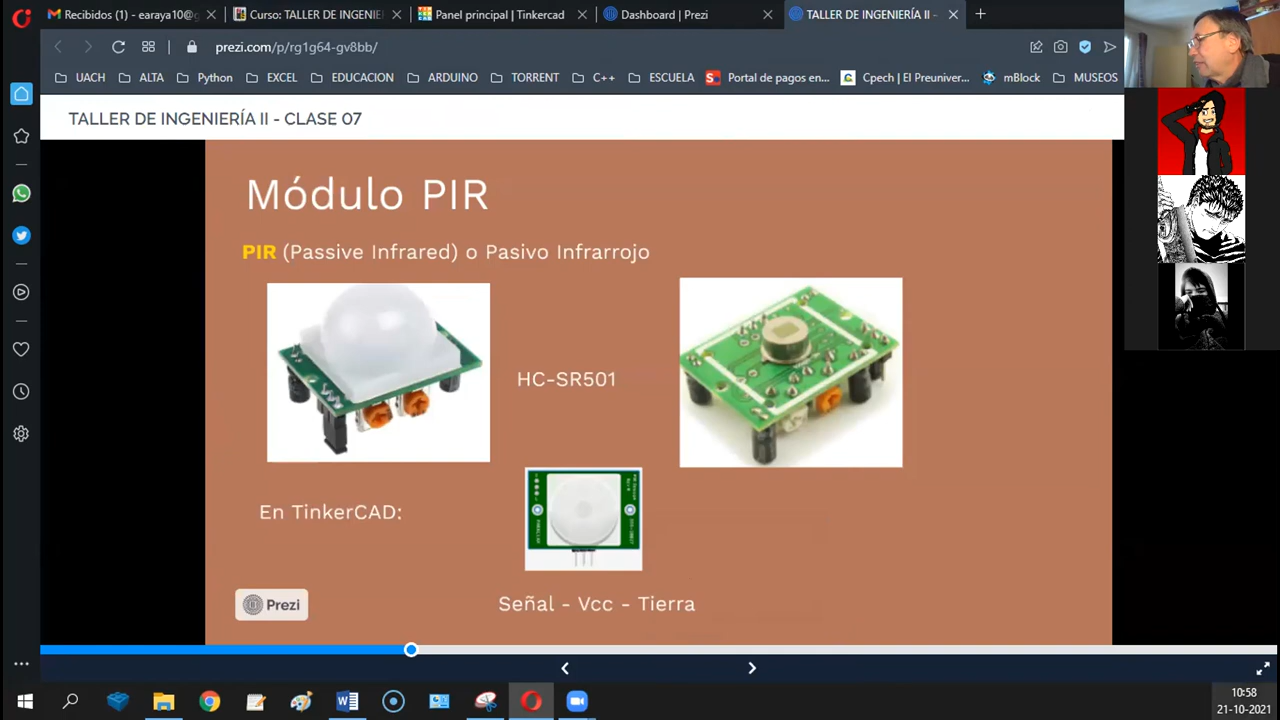 Recibidos (1) - earaya10@g
Curso: TALLER DE INGENIE
Panel principal | Tinkercad
Dashboard | Prezi
TALLER DE INGENIERÍA II -
prezi.com/p/rg1g64-gv8bb/
UACH
ALTA
Python
EXCEL
EDUCACION
ARDUINO
TORRENT
C++
ESCUELA
Portal de pagos en...
Cpech | El Preuniver...
mBlock
MUSEOS
TALLER DE INGENIERÍA II - CLASE 07
Módulo PIR
PIR (Passive Infrared) o Pasivo Infrarrojo
HC-SR501
En TinkerCAD:
Señal - Vcc - Tierra
Prezi
10:58
21-10-2021